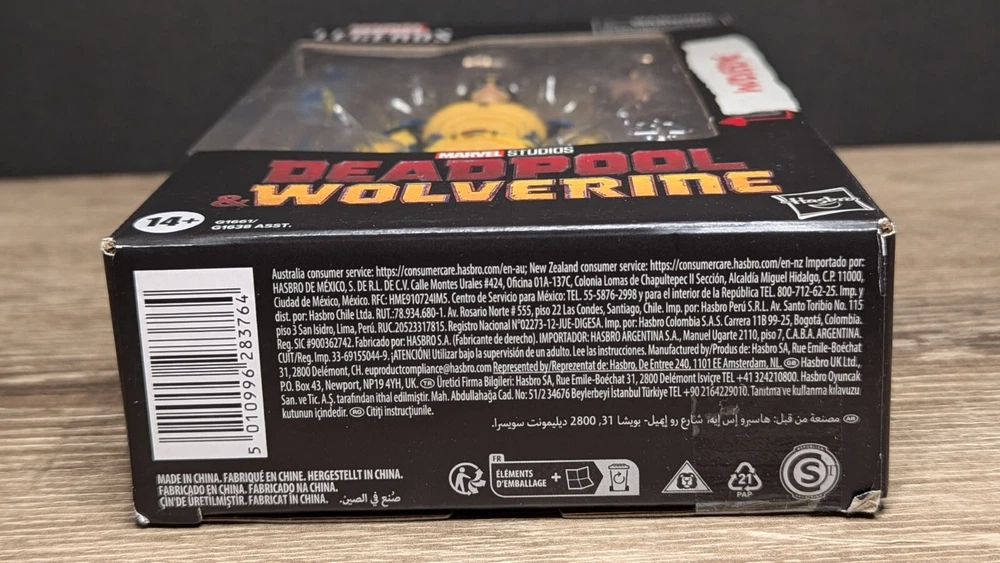 LEGENDS
MARVEL STUDIOS
DEADPOOL
& WOLVERINE
Hasbro
14+
G1661/
G1638 ASST.
5 010996 283764
Australia consumer service: https://consumercare.hasbro.com/en-au; New Zealand consumer service: https://consumercare.hasbro.com/en-nz Importado por:
HASBRO DE MÉXICO, S. DE R.L. DE C.V. Calle Montes Urales #424, Oficina 01A-137C, Colonia Lomas de Chapultepec II Sección, Alcaldía Miguel Hidalgo, C.P. 11000,
Ciudad de México, México. RFC: HME910724IM5. Centro de Servicio para México: TEL. 55-5876-2998 y para el interior de la República TEL. 800-712-62-25. Imp. y
dist. por: Hasbro Chile Ltda. RUT.:78.934.680-1. Av. Rosario Norte # 555, piso 22 Las Condes, Santiago, Chile. Imp. por: Hasbro Perú S.R.L. Av. Santo Toribio No. 115
piso 3 San Isidro, Lima, Perú. RUC.20523317815. Registro Nacional N°02273-12-JUE-DIGESA. Imp. por: Hasbro Colombia S.A.S. Carrera 11B 99-25, Bogotá, Colombia.
Reg. SIC #900362742. Fabricado por: HASBRO S.A. (Fabricante de derecho). IMPORTADOR: HASBRO ARGENTINA S.A., Manuel Ugarte 2110, piso 7, C.A.B.A. ARGENTINA.
CUIT/Reg. Imp. 33-69155044-9. ¡ATENCIÓN! Utilizar bajo la supervisión de un adulto. Lee las instrucciones. Manufactured by/Produs de: Hasbro SA, Rue Emile-Boéchat
31, 2800 Delémont, CH. euproductcompliance@hasbro.com Represented by/Reprezentat de: Hasbro. De Entree 240, 1101 EE Amsterdam, NL. GB Hasbro UK Ltd.,
P.O. Box 43, Newport, NP19 4YH, UK. TR Üretici Firma Bilgileri: Hasbro SA, Rue Emile-Boéchat 31, 2800 Delémont İsviçre TEL +41 324210800. Hasbro Oyuncak
San. ve Tic. A.Ş. tarafından ithal edilmiştir. Mah. Abdullahağa Cad. No: 51/2 34676 Beylerbeyi İstanbul Türkiye TEL +90 2164229010. Tanıtma ve kullanma kılavuzu
kutunun içindedir. RO Citiţi instrucţiunile.
AR مصنعة من قبل: هاسبرو إس إيه، شارع رو إميل- بويشا 31، 2800 ديليمونت سويسرا.
MADE IN CHINA. FABRIQUÉ EN CHINE. HERGESTELLT IN CHINA.
FABRICADO EN CHINA. FABRICADO NA CHINA.
ÇİN'DE ÜRETİLMİŞTİR. FABRICAT ÎN CHINA. صُنع في الصين.
FR
ÉLÉMENTS
D'EMBALLAGE +
21
PAP
S